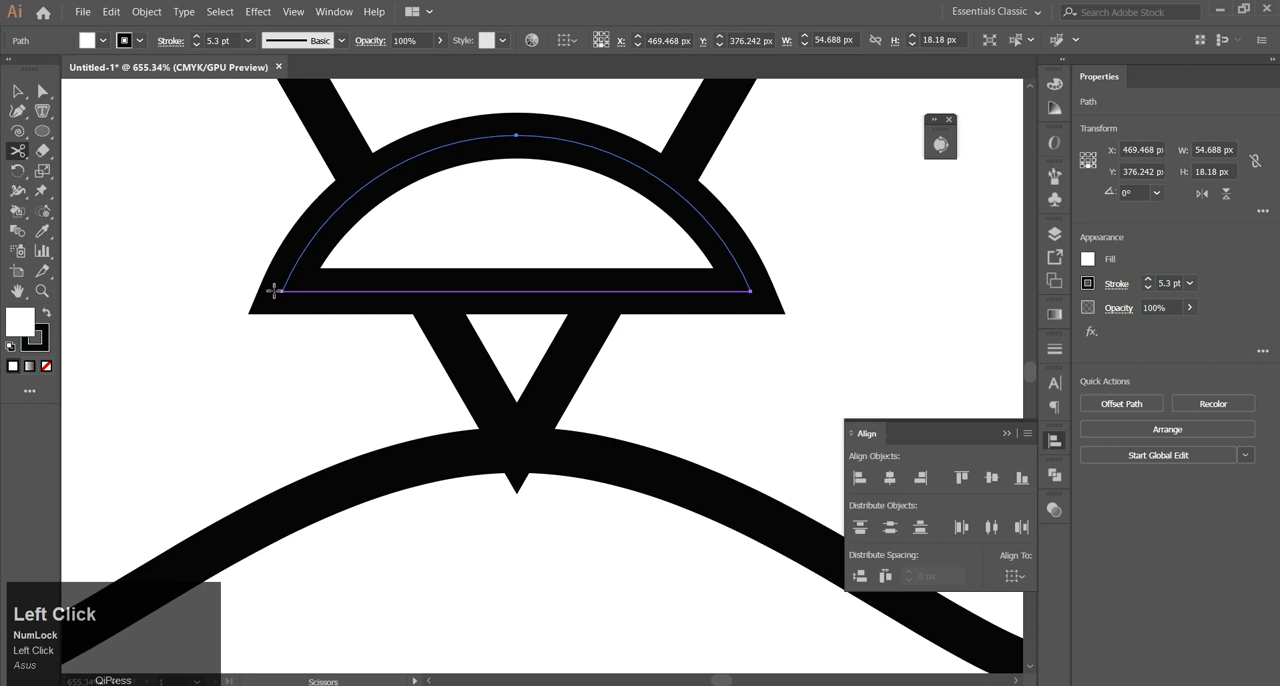 Ai File Edit Object Type Select Effect View Window Help Essentials Classic Search Adobe Stock
Path Stroke: 5.3 pt Basic Opacity: 100% Style: X: 469.468 px Y: 376.242 px W: 54.688 px H: 18.18 px
Untitled-1* @ 655.34% (CMYK/GPU Preview)
Properties
Path
Transform
X: 469.468 p W: 54.688 px
Y: 376.242 p H: 18.18 px
0°
Appearance
Fill
Stroke 5.3 pt
Opacity 100%
fx.
Quick Actions
Offset Path Recolor
Arrange
Start Global Edit
Align
Align Objects:
Distribute Objects:
Distribute Spacing: Align To:
0 px
Left Click
NumLock
Left Click
Asus
QiPress
655.34% 1 Scissors